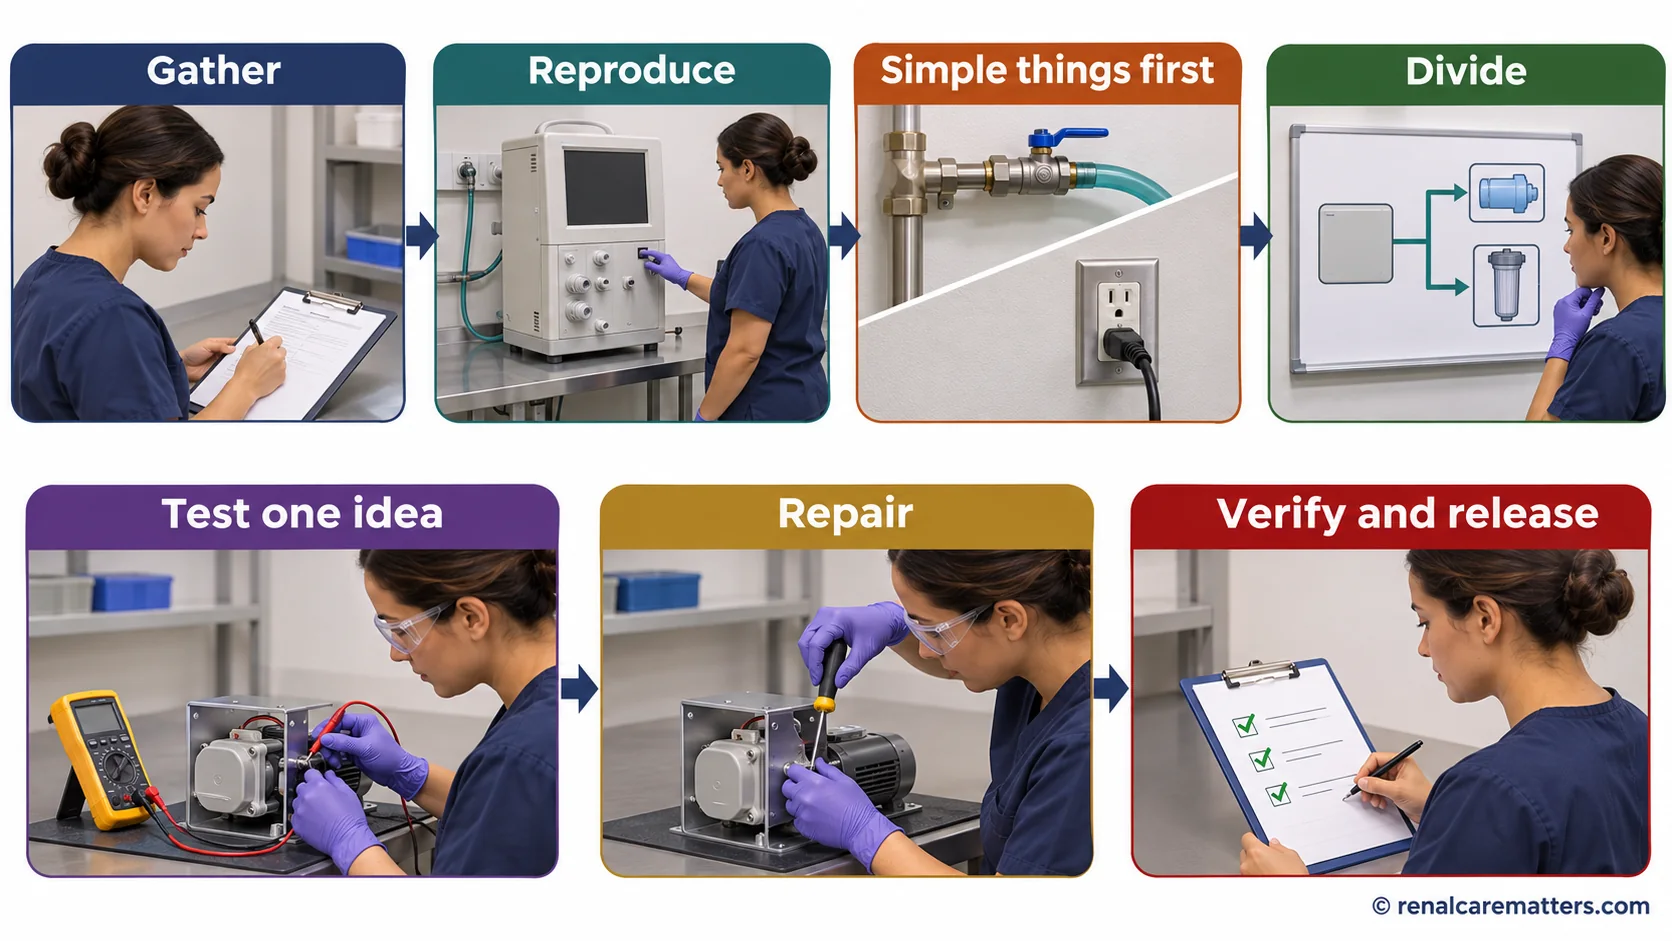 Gather
Reproduce
Simple things first
Divide
Test one idea
Repair
Verify and release
© renalcarematters.com